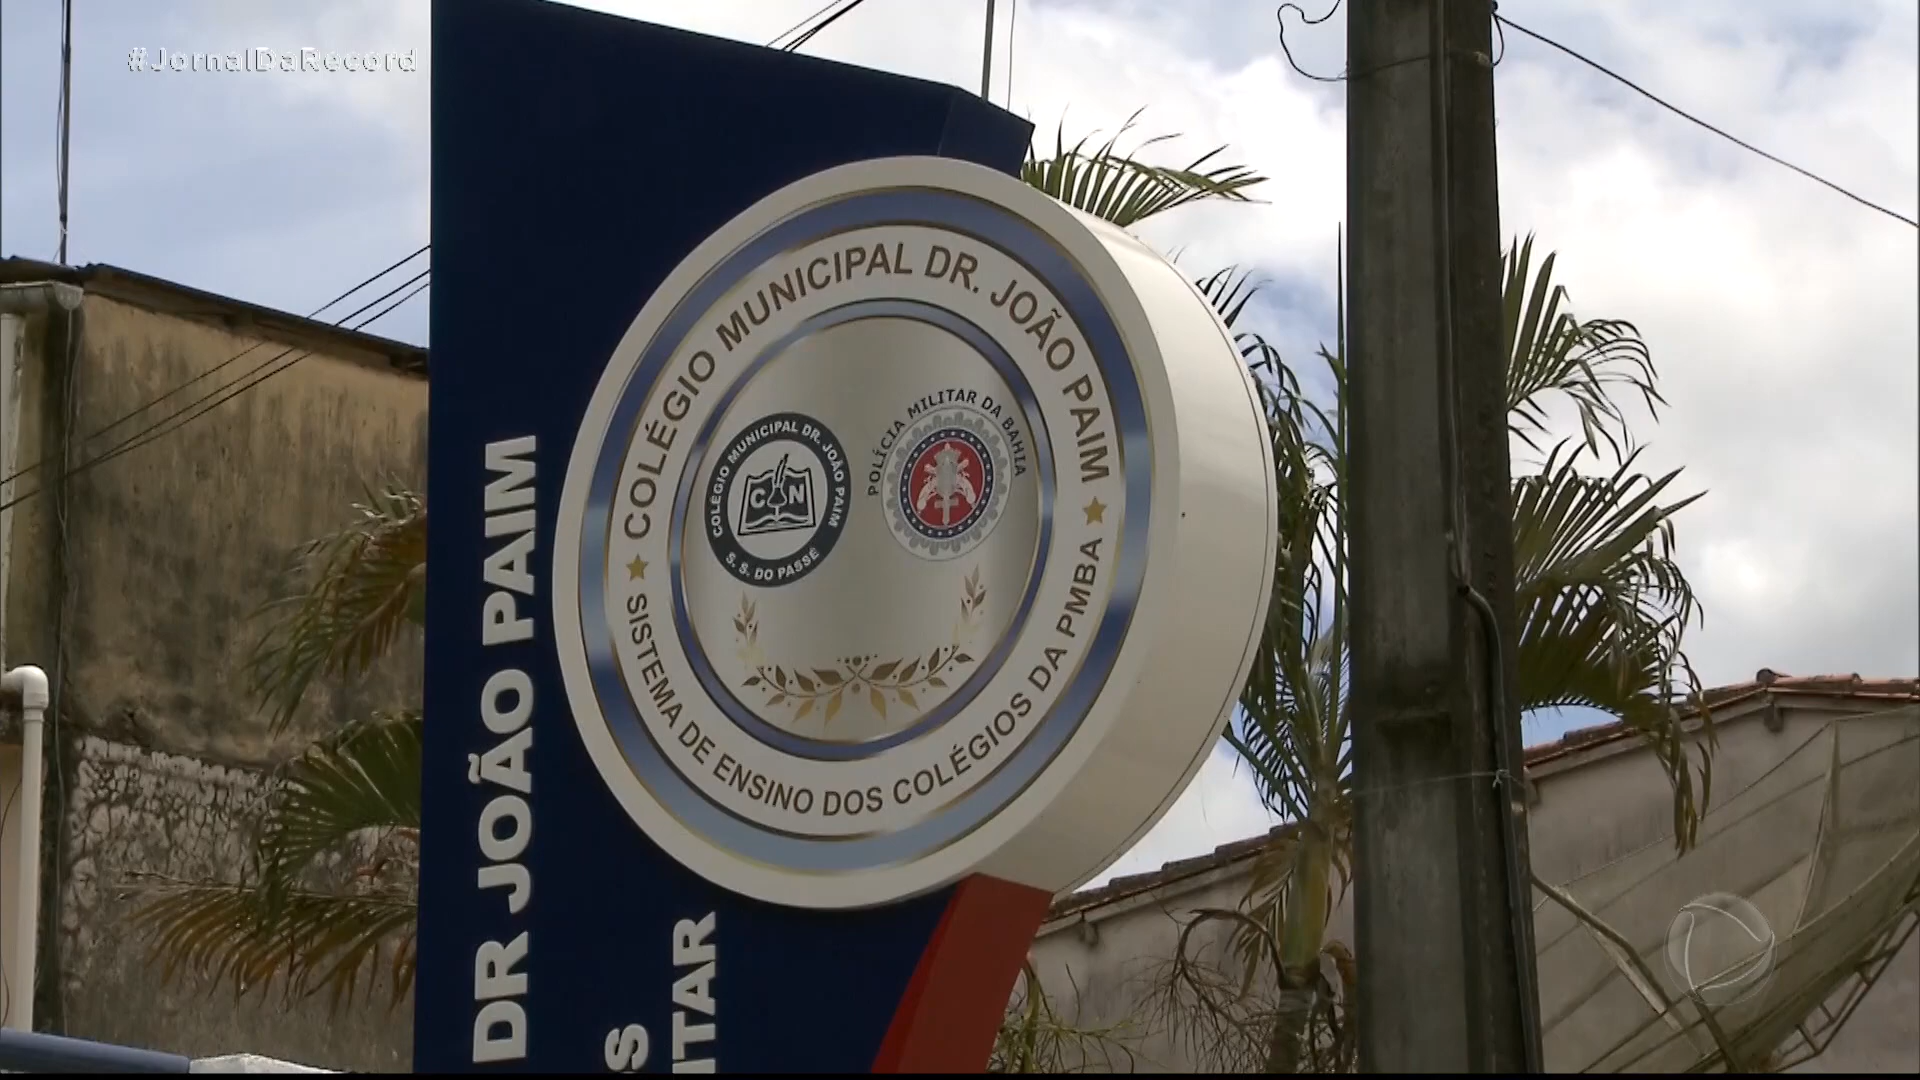 #JornalDaRecord
COLÉGIO MUNICIPAL DR. JOÃO PAIM
SISTEMA DE ENSINO DOS COLÉGIOS DA PMBA
COLÉGIO MUNICIPAL DR. JOÃO PAIM
S. S. DO PASSÉ
C N
POLÍCIA MILITAR DA BAHIA
DR JOÃO PAIM